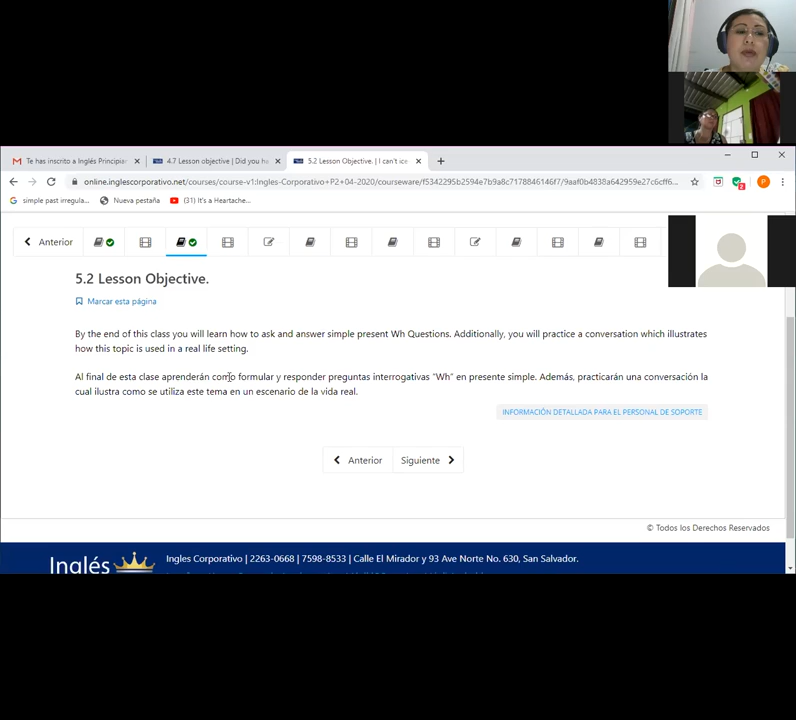 Te has inscrito a Inglés Principian
4.7 Lesson objective | Did you ha
5.2 Lesson Objective. | I can't ice
online.inglescorporativo.net/courses/course-v1:Ingles-Corporativo+P2+04-2020/courseware/f5342295b2594e7b9a8c7178846146f7/9aaf0b4838a642959e27c6cff6...
simple past irregula...
Nueva pestaña
(31) It's a Heartache...
Anterior
5.2 Lesson Objective.
Marcar esta página
By the end of this class you will learn how to ask and answer simple present Wh Questions. Additionally, you will practice a conversation which illustrates
how this topic is used in a real life setting.
Al final de esta clase aprenderán como formular y responder preguntas interrogativas "Wh" en presente simple. Además, practicarán una conversación la
cual ilustra como se utiliza este tema en un escenario de la vida real.
INFORMACIÓN DETALLADA PARA EL PERSONAL DE SOPORTE
Anterior
Siguiente
© Todos los Derechos Reservados
Inglés
Ingles Corporativo | 2263-0668 | 7598-8533 | Calle El Mirador y 93 Ave Norte No. 630, San Salvador.